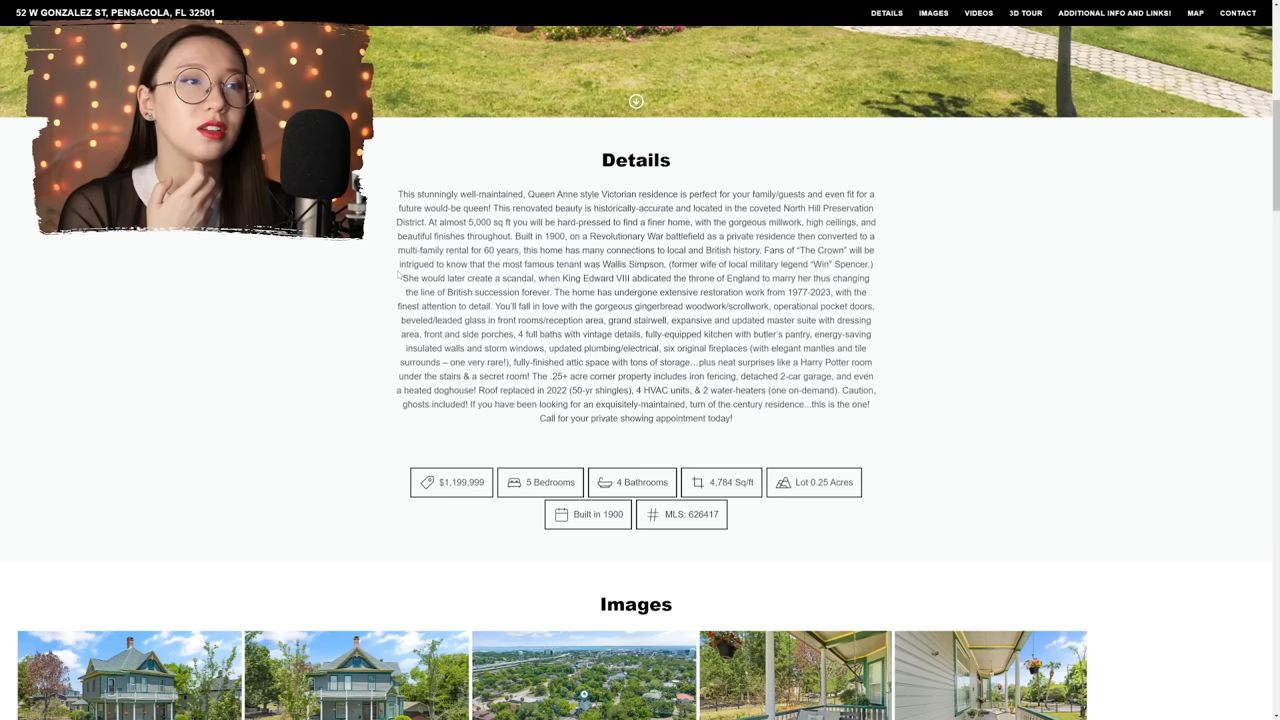 52 W GONZALEZ ST, PENSACOLA, FL 32501
DETAILS IMAGES VIDEOS 3D TOUR ADDITIONAL INFO AND LINKS! MAP CONTACT
Details
This stunningly well-maintained, Queen Anne style Victorian residence is perfect for your family/guests and even fit for a
future would-be queen! This renovated beauty is historically-accurate and located in the coveted North Hill Preservation
District. At almost 5,000 sq ft you will be hard-pressed to find a finer home, with the gorgeous millwork, high ceilings, and
beautiful finishes throughout. Built in 1900, on a Revolutionary War battlefield as a private residence then converted to a
multi-family rental for 60 years, this home has many connections to local and British history. Fans of “The Crown” will be
intrigued to know that the most famous tenant was Wallis Simpson, (former wife of local military legend “Win” Spencer.)
She would later create a scandal, when King Edward VIII abdicated the throne of England to marry her thus changing
the line of British succession forever. The home has undergone extensive restoration work from 1977-2023, with the
finest attention to detail. You’ll fall in love with the gorgeous gingerbread woodwork/scrollwork, operational pocket doors,
beveled/leaded glass in front rooms/reception area, grand stairwell, expansive and updated master suite with dressing
area, front and side porches, 4 full baths with vintage details, fully-equipped kitchen with butler’s pantry, energy-saving
insulated walls and storm windows, updated plumbing/electrical, six original fireplaces (with elegant mantles and tile
surrounds – one very rare!), fully-finished attic space with tons of storage…plus neat surprises like a Harry Potter room
under the stairs & a secret room! The .25+ acre corner property includes iron fencing, detached 2-car garage, and even
a heated doghouse! Roof replaced in 2022 (50-yr shingles), 4 HVAC units, & 2 water-heaters (one on-demand). Caution,
ghosts included! If you have been looking for an exquisitely-maintained, turn of the century residence...this is the one!
Call for your private showing appointment today!
$1,199,999 5 Bedrooms 4 Bathrooms 4,784 Sq/ft Lot 0.25 Acres
Built in 1900 MLS: 626417
Images